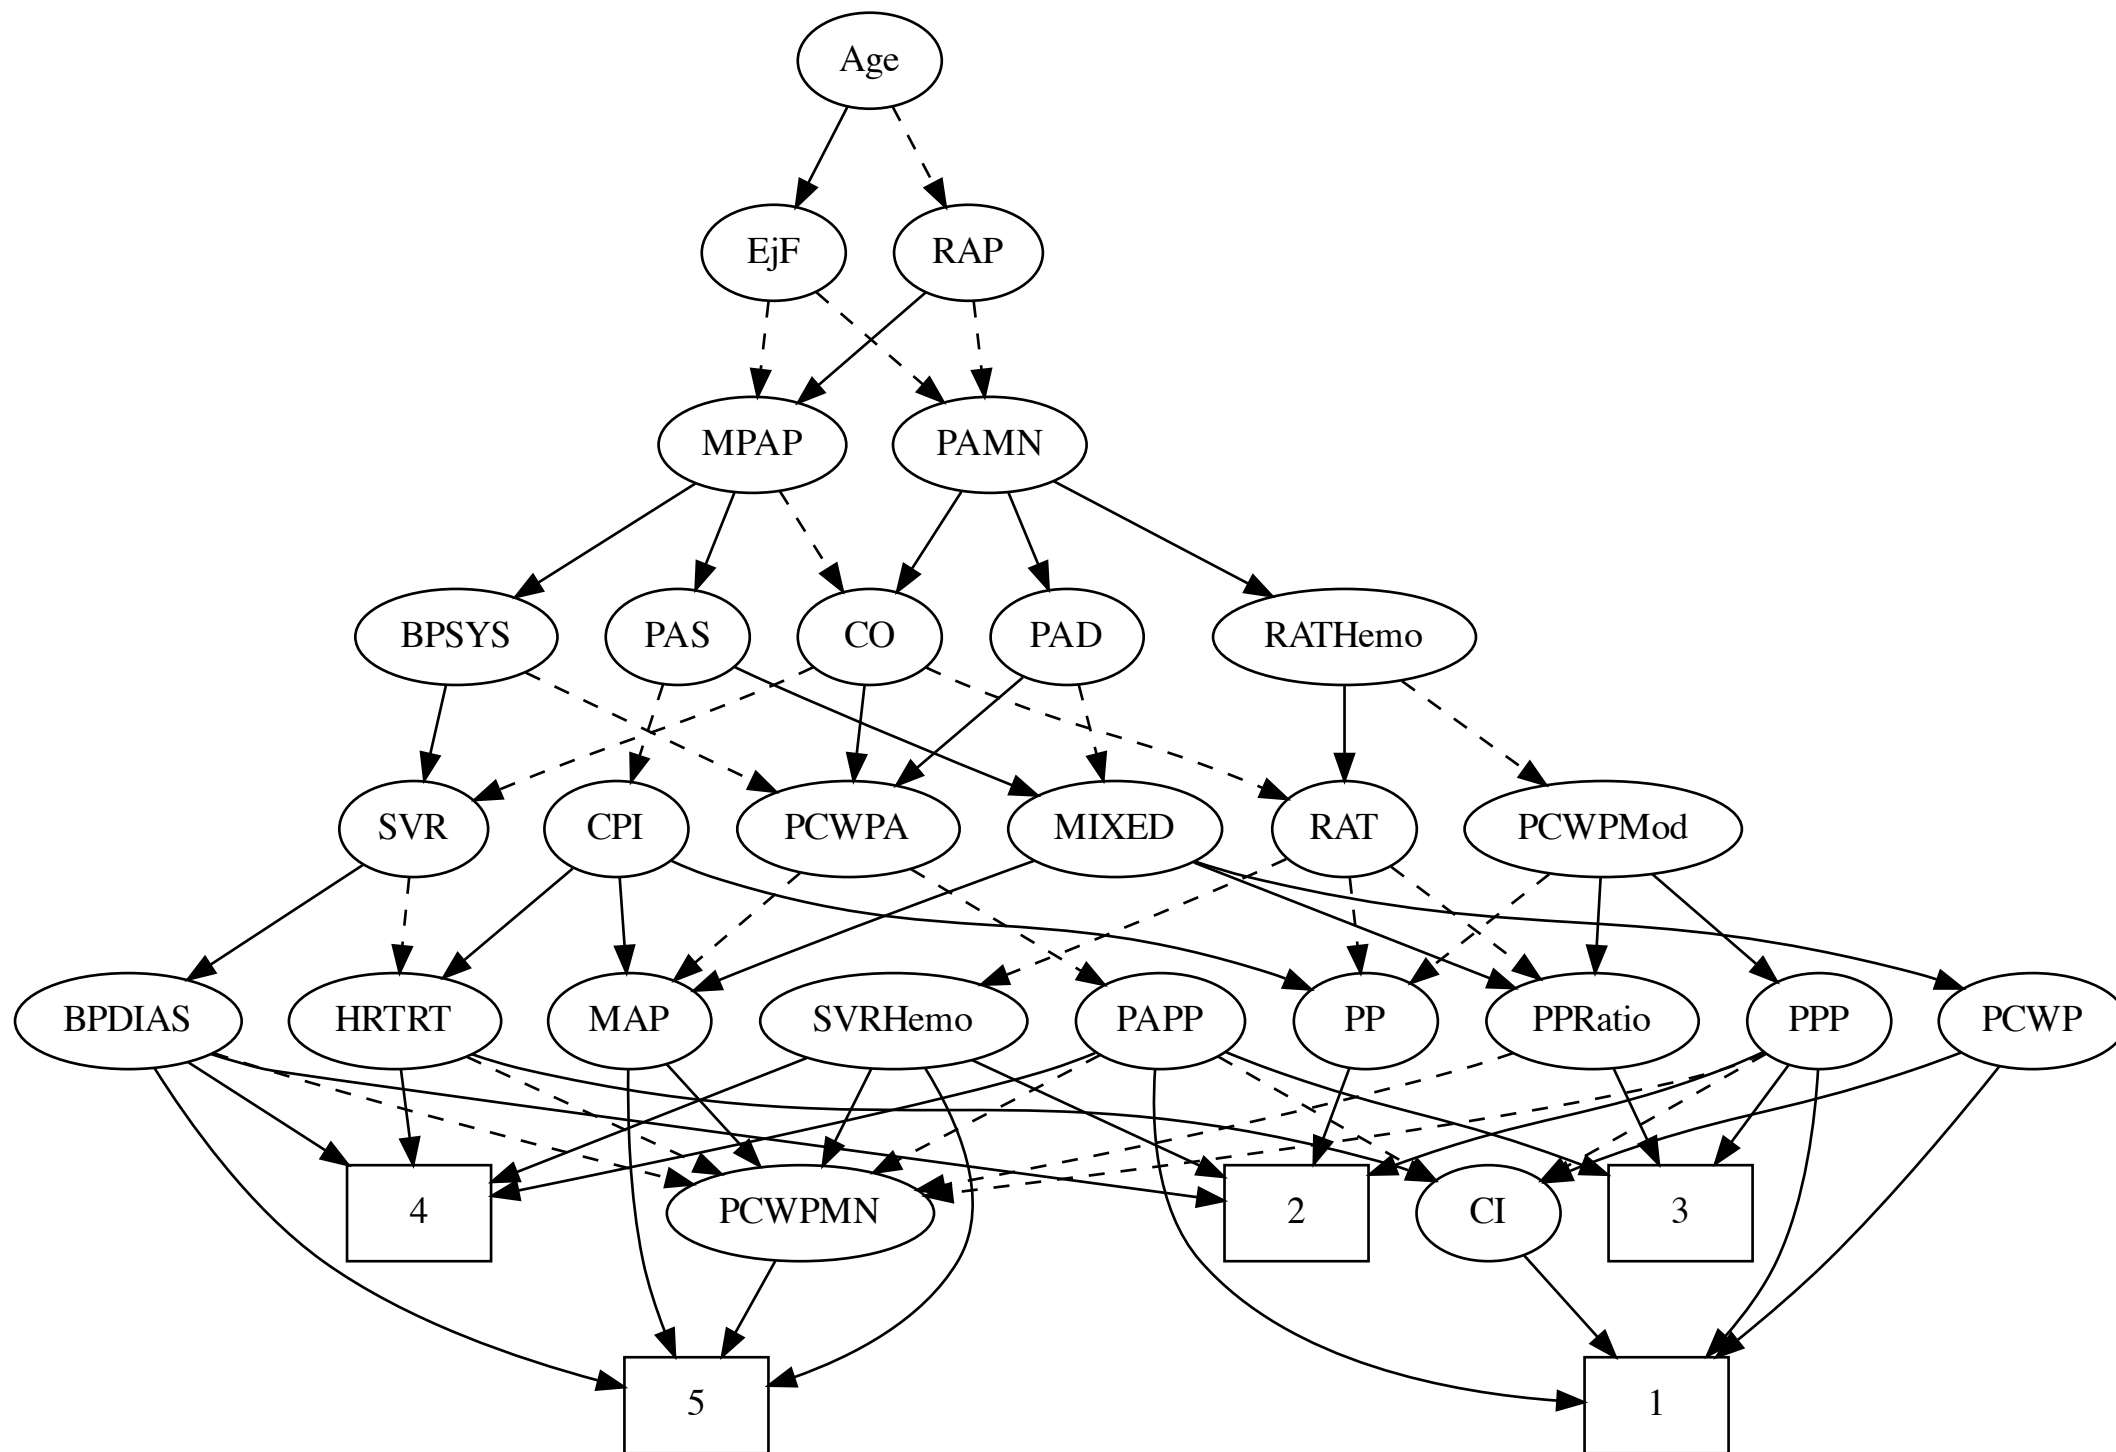 Age
EjF
RAP
MPAP
PAMN
BPSYS
PAS
CO
PAD
RATHemo
SVR
CPI
PCWPA
MIXED
RAT
PCWPMod
BPDIAS
HRTRT
MAP
SVRHemo
PAPP
PP
PPRatio
PPP
PCWP
4
PCWPMN
2
CI
3
5
1